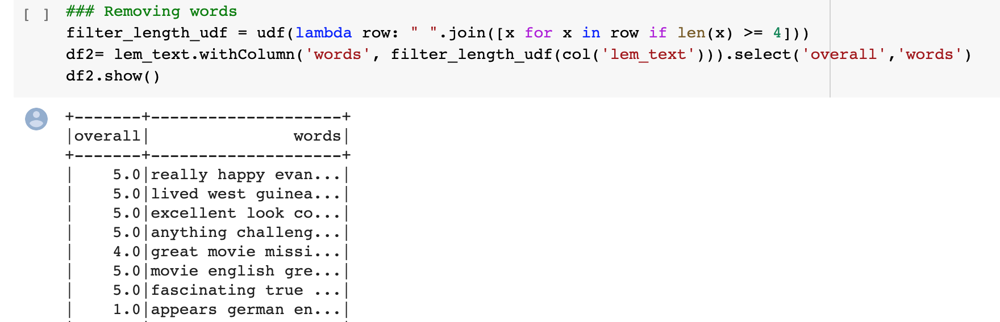 [ ] ### Removing words
filter_length_udf = udf(lambda row: " ".join([x for x in row if len(x) >= 4]))
df2= lem_text.withColumn('words', filter_length_udf(col('lem_text'))).select('overall','words')
df2.show()
+-------+--------------------+
|overall|               words|
+-------+--------------------+
|    5.0|really happy evan...|
|    5.0|lived west guinea...|
|    5.0|excellent look co...|
|    5.0|anything challeng...|
|    4.0|great movie missi...|
|    5.0|movie english gre...|
|    5.0|fascinating true ...|
|    1.0|appears german en...|